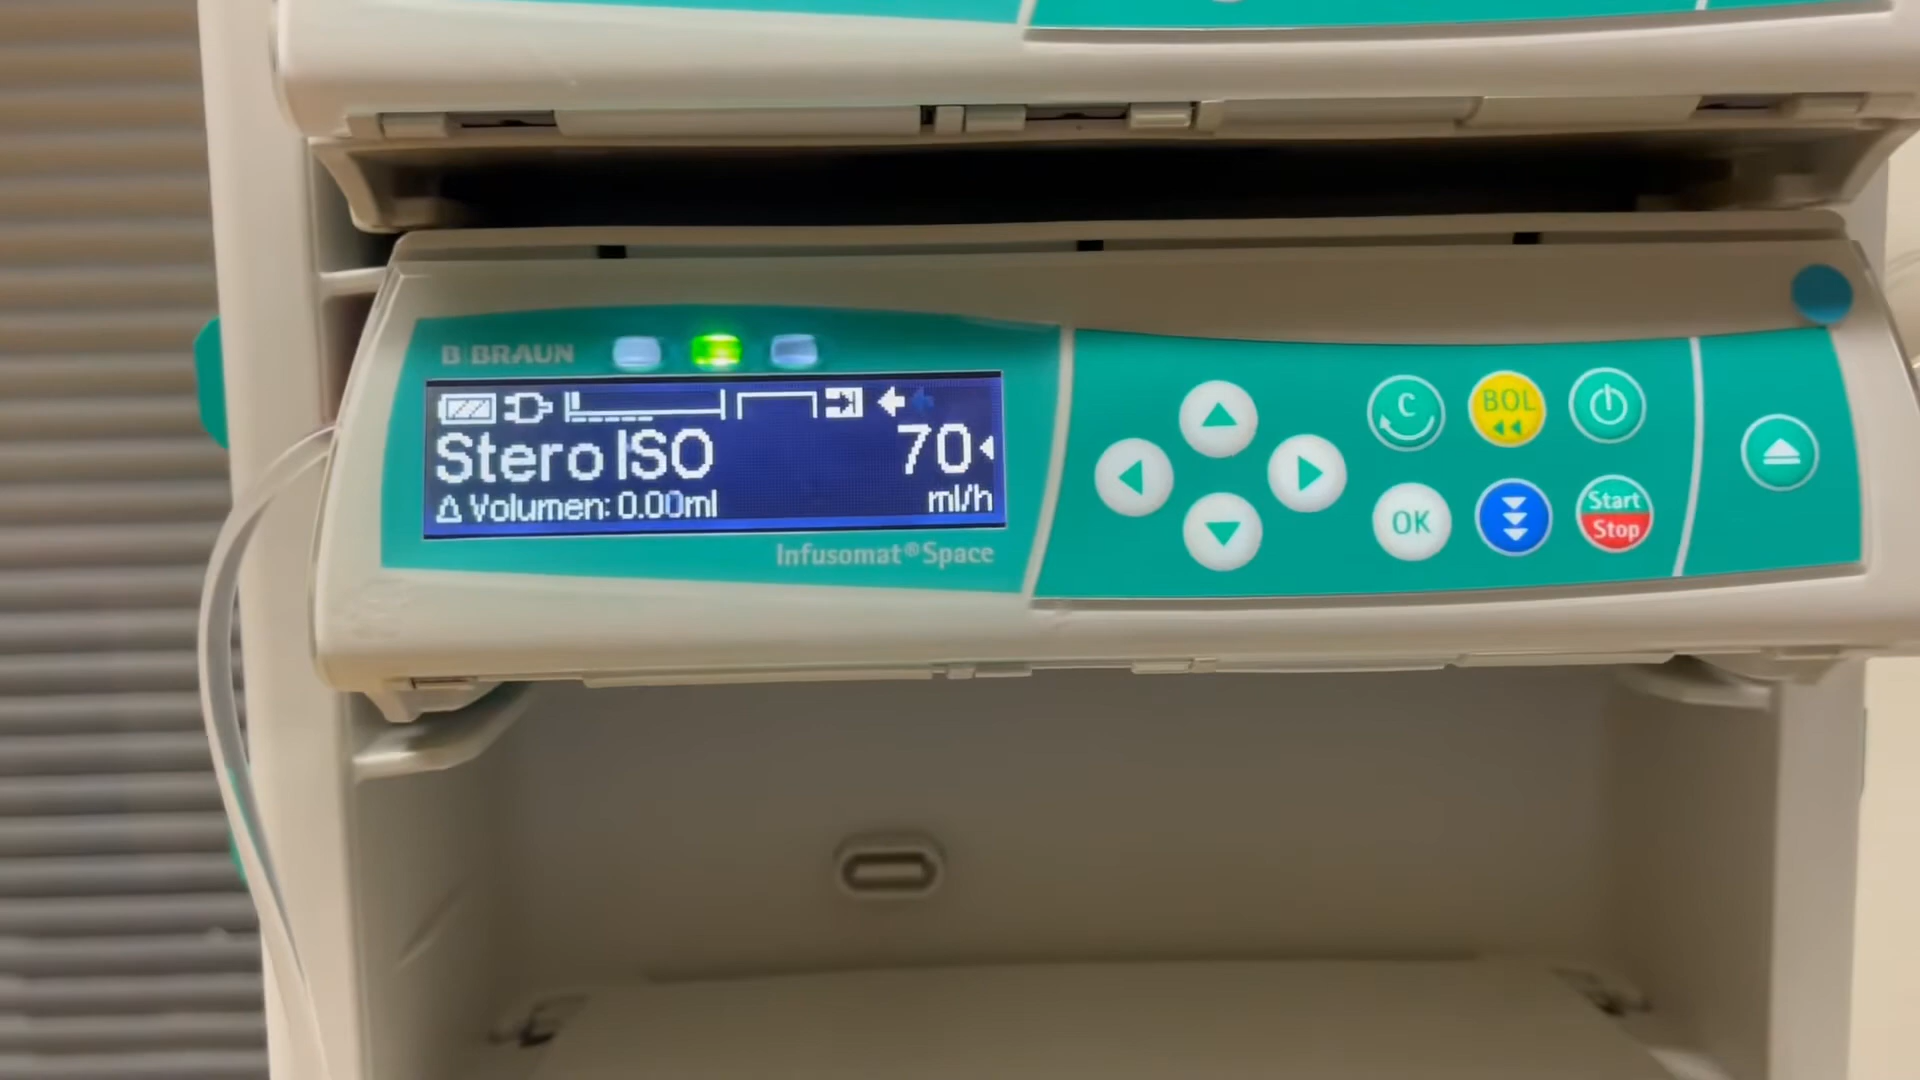 B|BRAUN
Stero ISO
70
Δ Volumen: 0.00ml
ml/h
Infusomat®Space
C
BOL
OK
Start
Stop